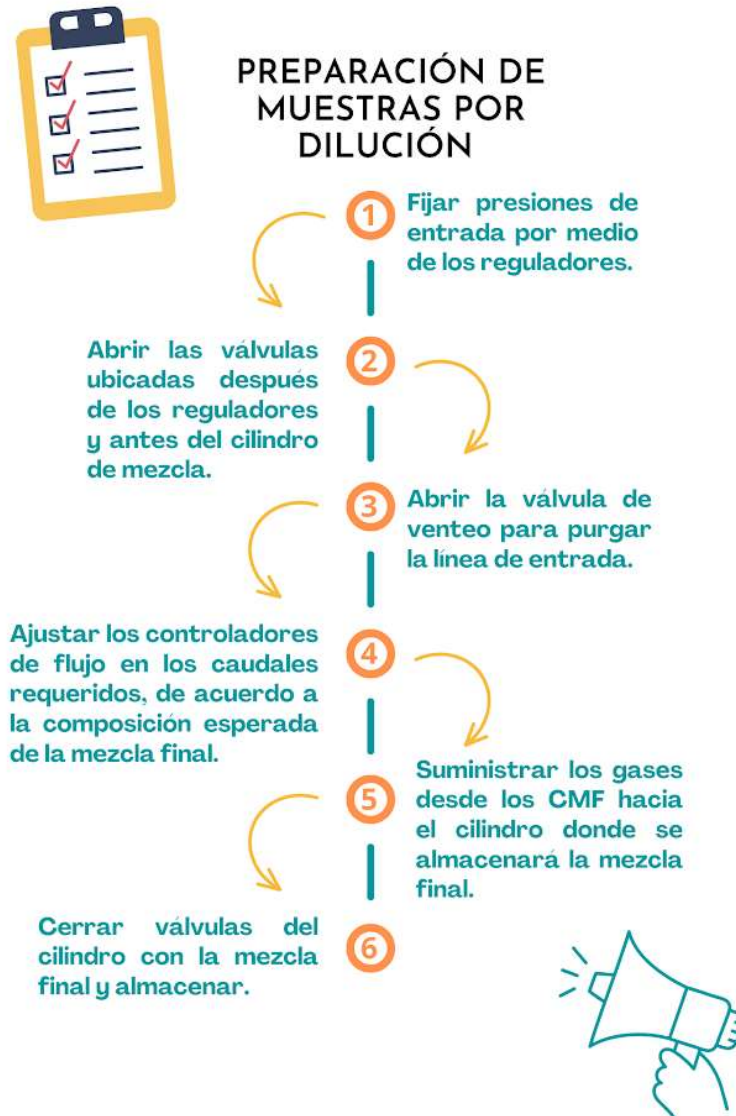 PREPARACIÓN DE
MUESTRAS POR
DILUCIÓN
1
Fijar presiones de
entrada por medio
de los reguladores.
2
Abrir las válvulas
ubicadas después
de los reguladores
y antes del cilindro
de mezcla.
3
Abrir la válvula de
venteo para purgar
la línea de entrada.
4
Ajustar los controladores
de flujo en los caudales
requeridos, de acuerdo a
la composición esperada
de la mezcla final.
5
Suministrar los gases
desde los CMF hacia
el cilindro donde se
almacenará la mezcla
final.
6
Cerrar válvulas del
cilindro con la mezcla
final y almacenar.